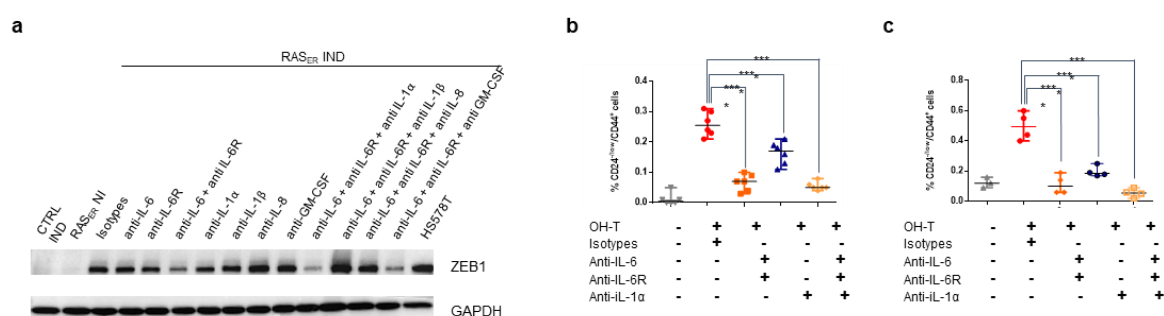 a
RASER IND
CTRL IND
RASER NI
Isotypes
anti-IL-6
anti-IL-6R
anti-IL-6 + anti IL-6R
anti-IL-1α
anti-IL-1β
anti-IL-8
anti-GM-CSF
anti-IL-6 + anti-IL-6R + anti IL-1α
anti-IL-6 + anti-IL-6R + anti IL-1β
anti-IL-6 + anti-IL-6R + anti IL-8
anti-IL-6 + anti-IL-6R + anti GM-CSF
HS578T
ZEB1
GAPDH
b
***
***
*
***
*
*
0.4
0.3
0.2
0.1
0.0
% CD24-/low/CD44+ cells
OH-T - + + + +
Isotypes - +
Anti-IL-6 - + +
Anti-IL-6R - + +
Anti-iL-1α - + +
c
***
***
*
***
*
*
0.8
0.6
0.4
0.2
0.0
% CD24-/low/CD44+ cells
OH-T - + + + +
Isotypes - +
Anti-IL-6 - + +
Anti-IL-6R - + +
Anti-iL-1α - + +